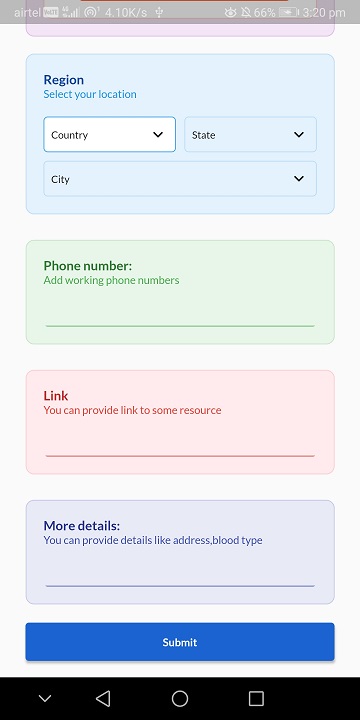 airtel VoLTE 4G 4.10K/s 66% 3:20 pm
Region
Select your location
Country
State
City
Phone number:
Add working phone numbers
Link
You can provide link to some resource
More details:
You can provide details like address,blood type
Submit